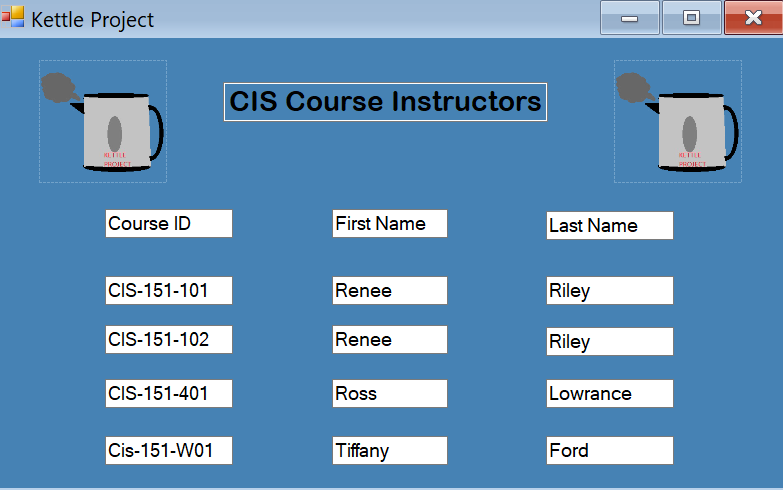 Kettle Project
CIS Course Instructors
KETTLE
PROJECT
KETTLE
PROJECT
Course ID First Name Last Name
CIS-151-101 Renee Riley
CIS-151-102 Renee Riley
CIS-151-401 Ross Lowrance
Cis-151-W01 Tiffany Ford